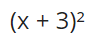 (x + 3)²